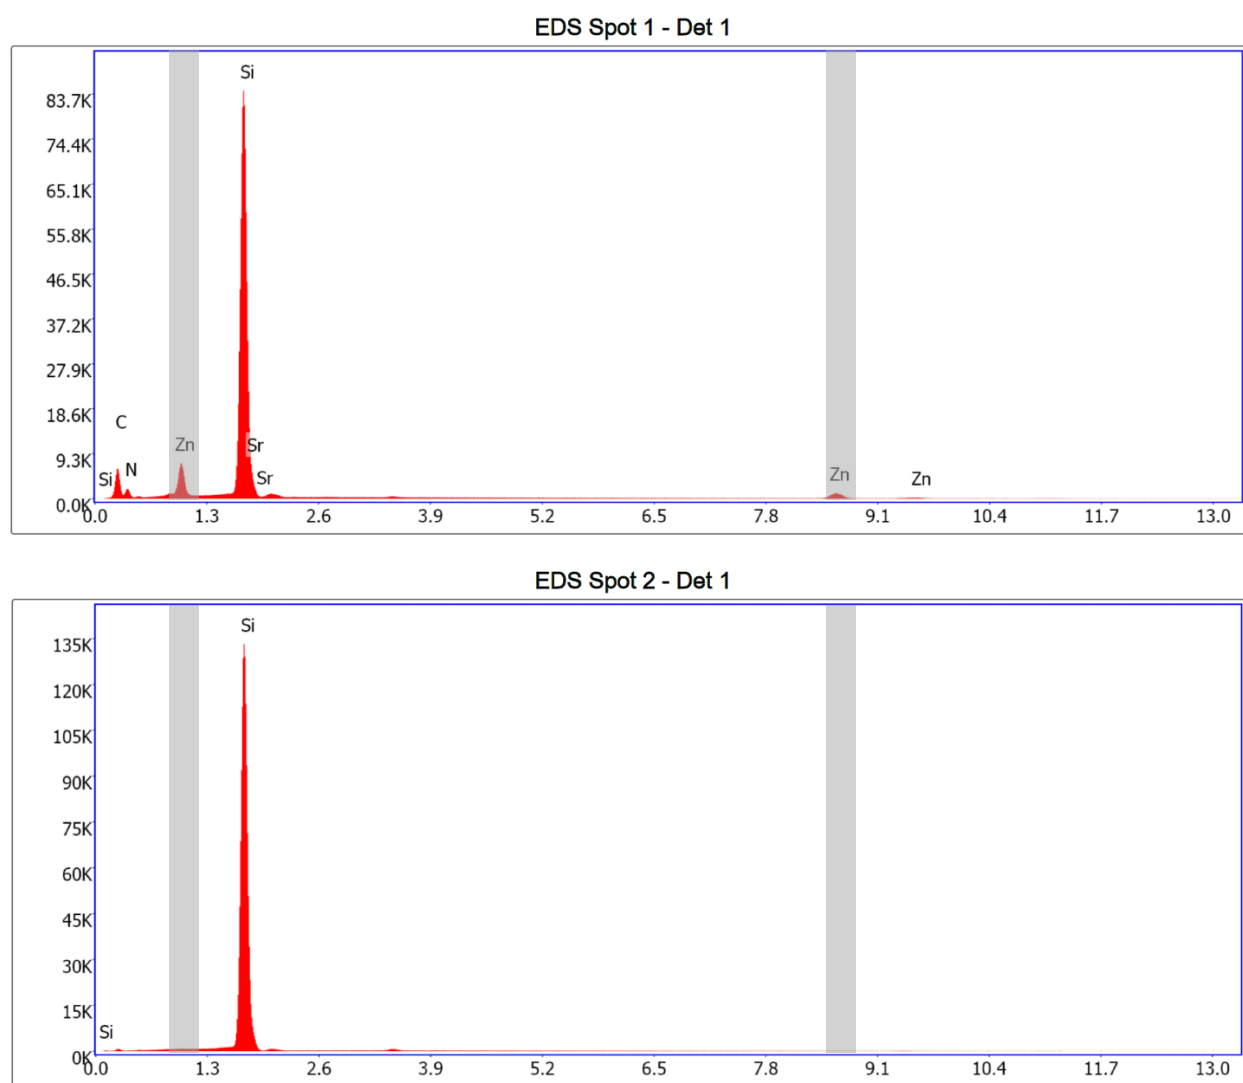 EDS Spot 1 - Det 1
Si
83.7K
74.4K
65.1K
55.8K
46.5K
37.2K
27.9K
18.6K
C
9.3K
Zn
Sr
N
Si
Sr
Zn
Zn
0.0K
0.0 1.3 2.6 3.9 5.2 6.5 7.8 9.1 10.4 11.7 13.0
EDS Spot 2 - Det 1
Si
135K
120K
105K
90K
75K
60K
45K
30K
15K
Si
0K
0.0 1.3 2.6 3.9 5.2 6.5 7.8 9.1 10.4 11.7 13.0